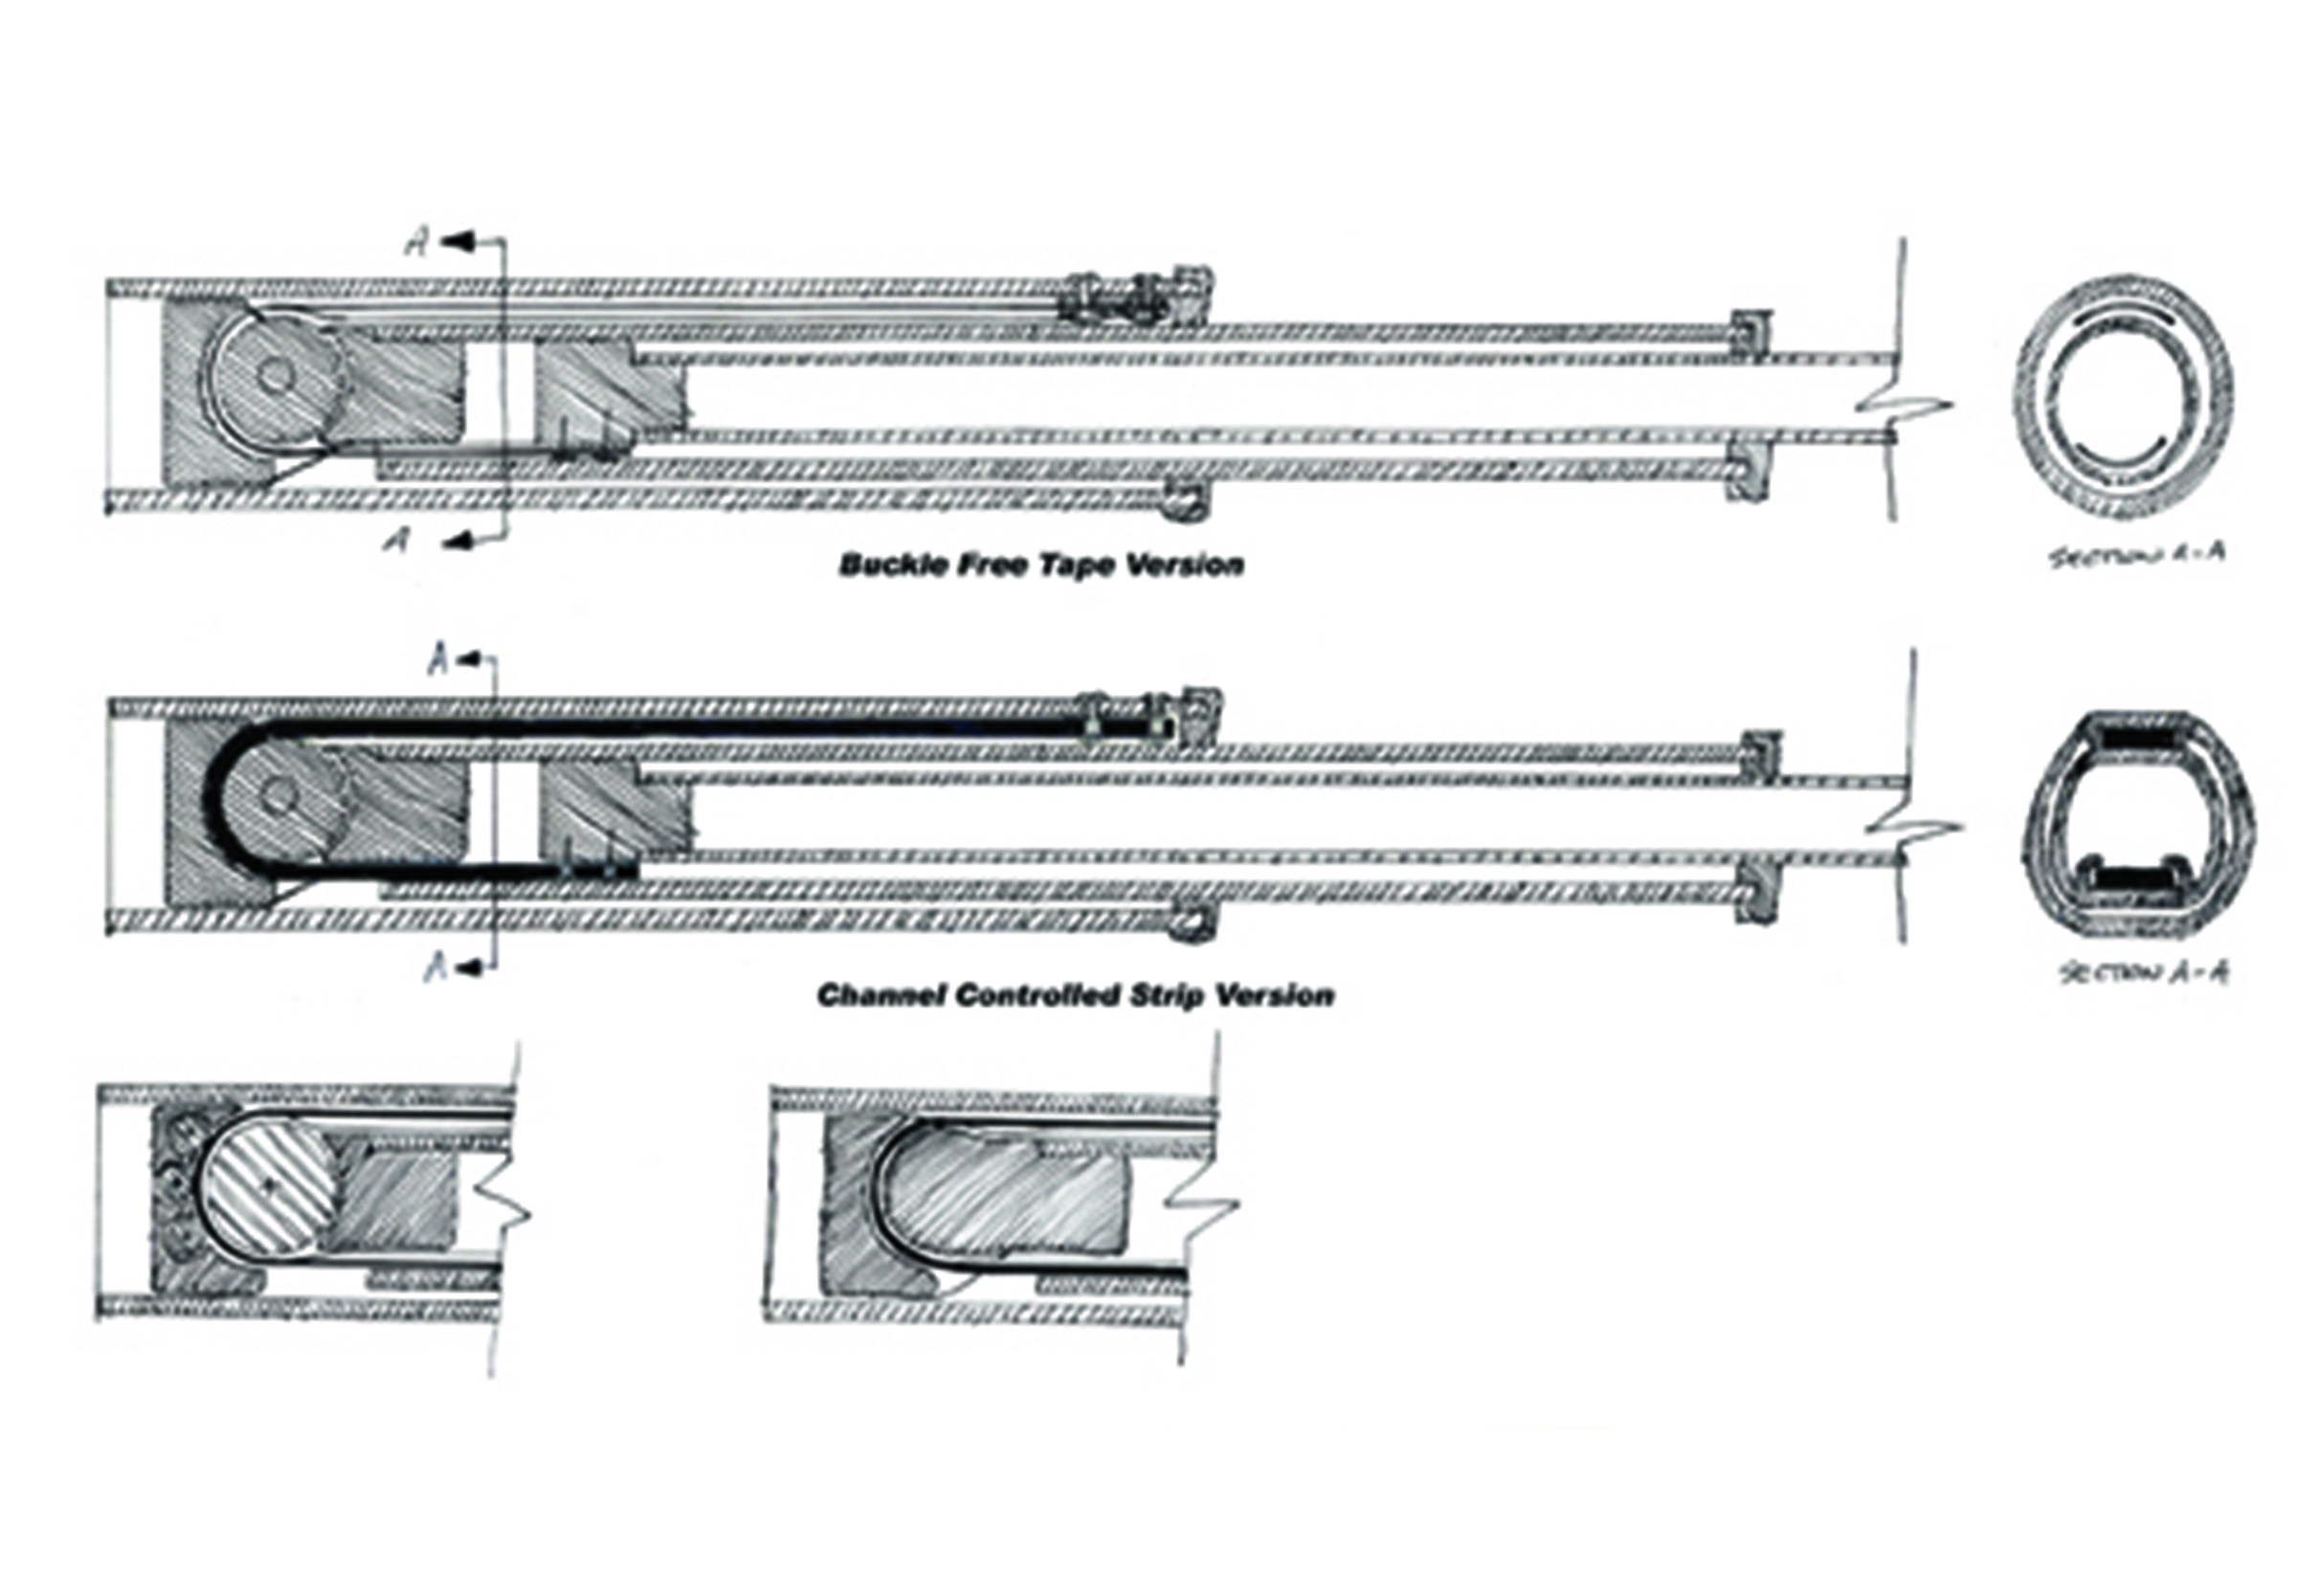 A
A
Buckle Free Tape Version
SECTION A-A
A
A
Channel Controlled Strip Version
SECTION A-A